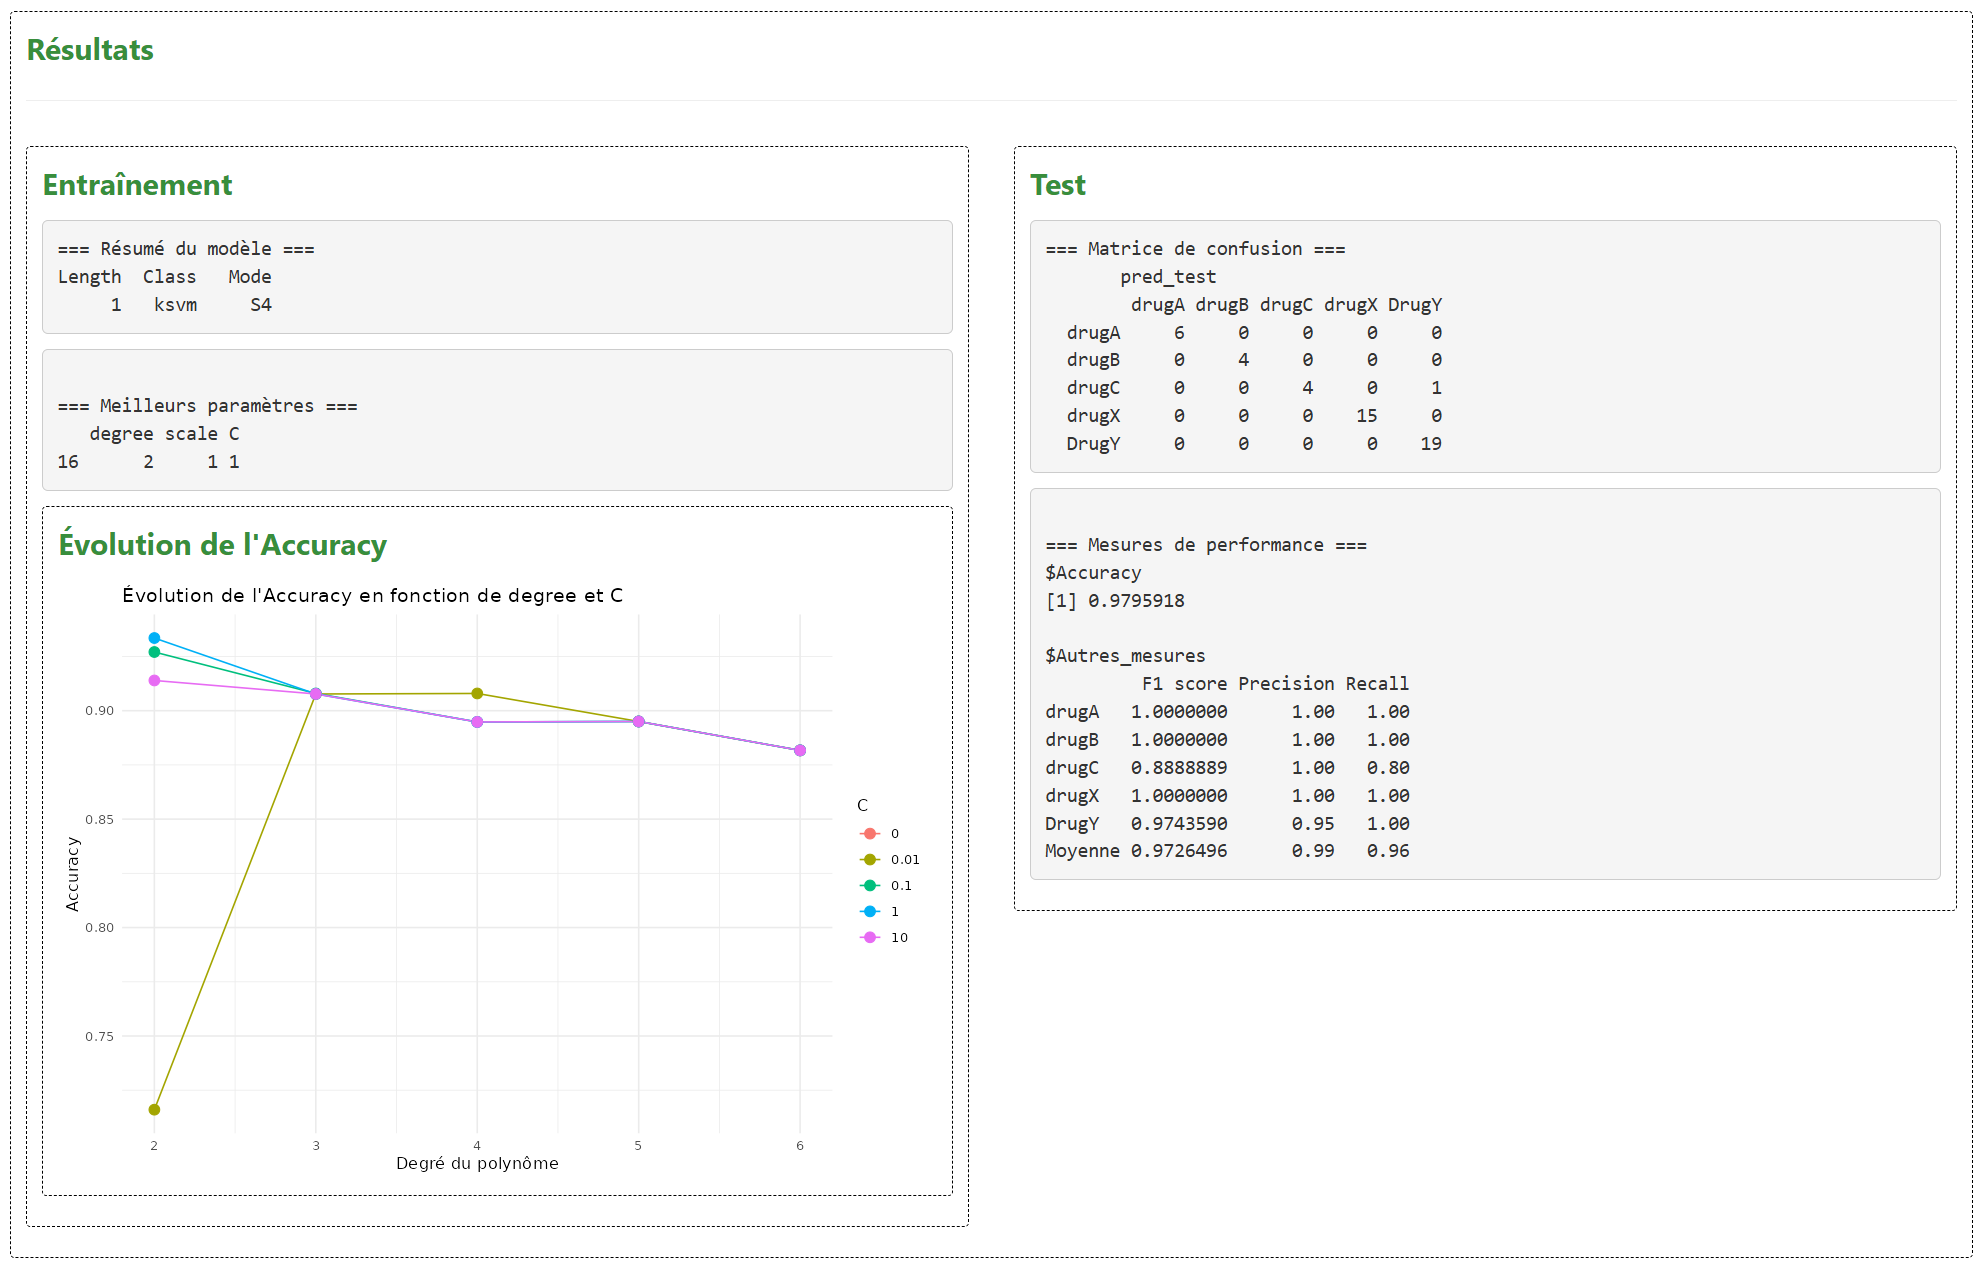 Résultats
Entraînement
=== Résumé du modèle ===
Length  Class   Mode
     1   ksvm     S4
=== Meilleurs paramètres ===
   degree scale C
16      2     1 1
Évolution de l'Accuracy
Évolution de l'Accuracy en fonction de degree et C
Accuracy
0.90
0.85
0.80
0.75
2 3 4 5 6
Degré du polynôme
C
0
0.01
0.1
1
10
Test
=== Matrice de confusion ===
       pred_test
        drugA drugB drugC drugX DrugY
  drugA     6     0     0     0     0
  drugB     0     4     0     0     0
  drugC     0     0     4     0     1
  drugX     0     0     0    15     0
  DrugY     0     0     0     0    19
=== Mesures de performance ===
$Accuracy
[1] 0.9795918
$Autres_mesures
         F1 score Precision Recall
drugA   1.0000000      1.00   1.00
drugB   1.0000000      1.00   1.00
drugC   0.8888889      1.00   0.80
drugX   1.0000000      1.00   1.00
DrugY   0.9743590      0.95   1.00
Moyenne 0.9726496      0.99   0.96